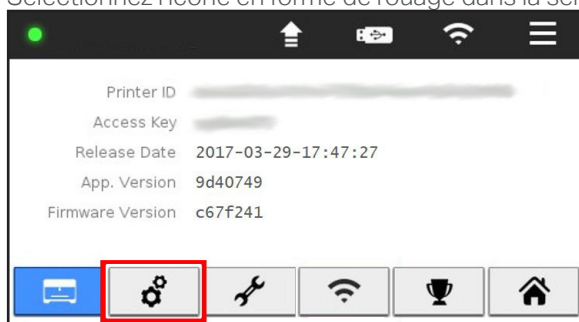 Sélectionnez l'icône en forme de rouage dans la
Printer ID
Access Key
Release Date 2017-03-29-17:47:27
App. Version 9d40749
Firmware Version c67f241